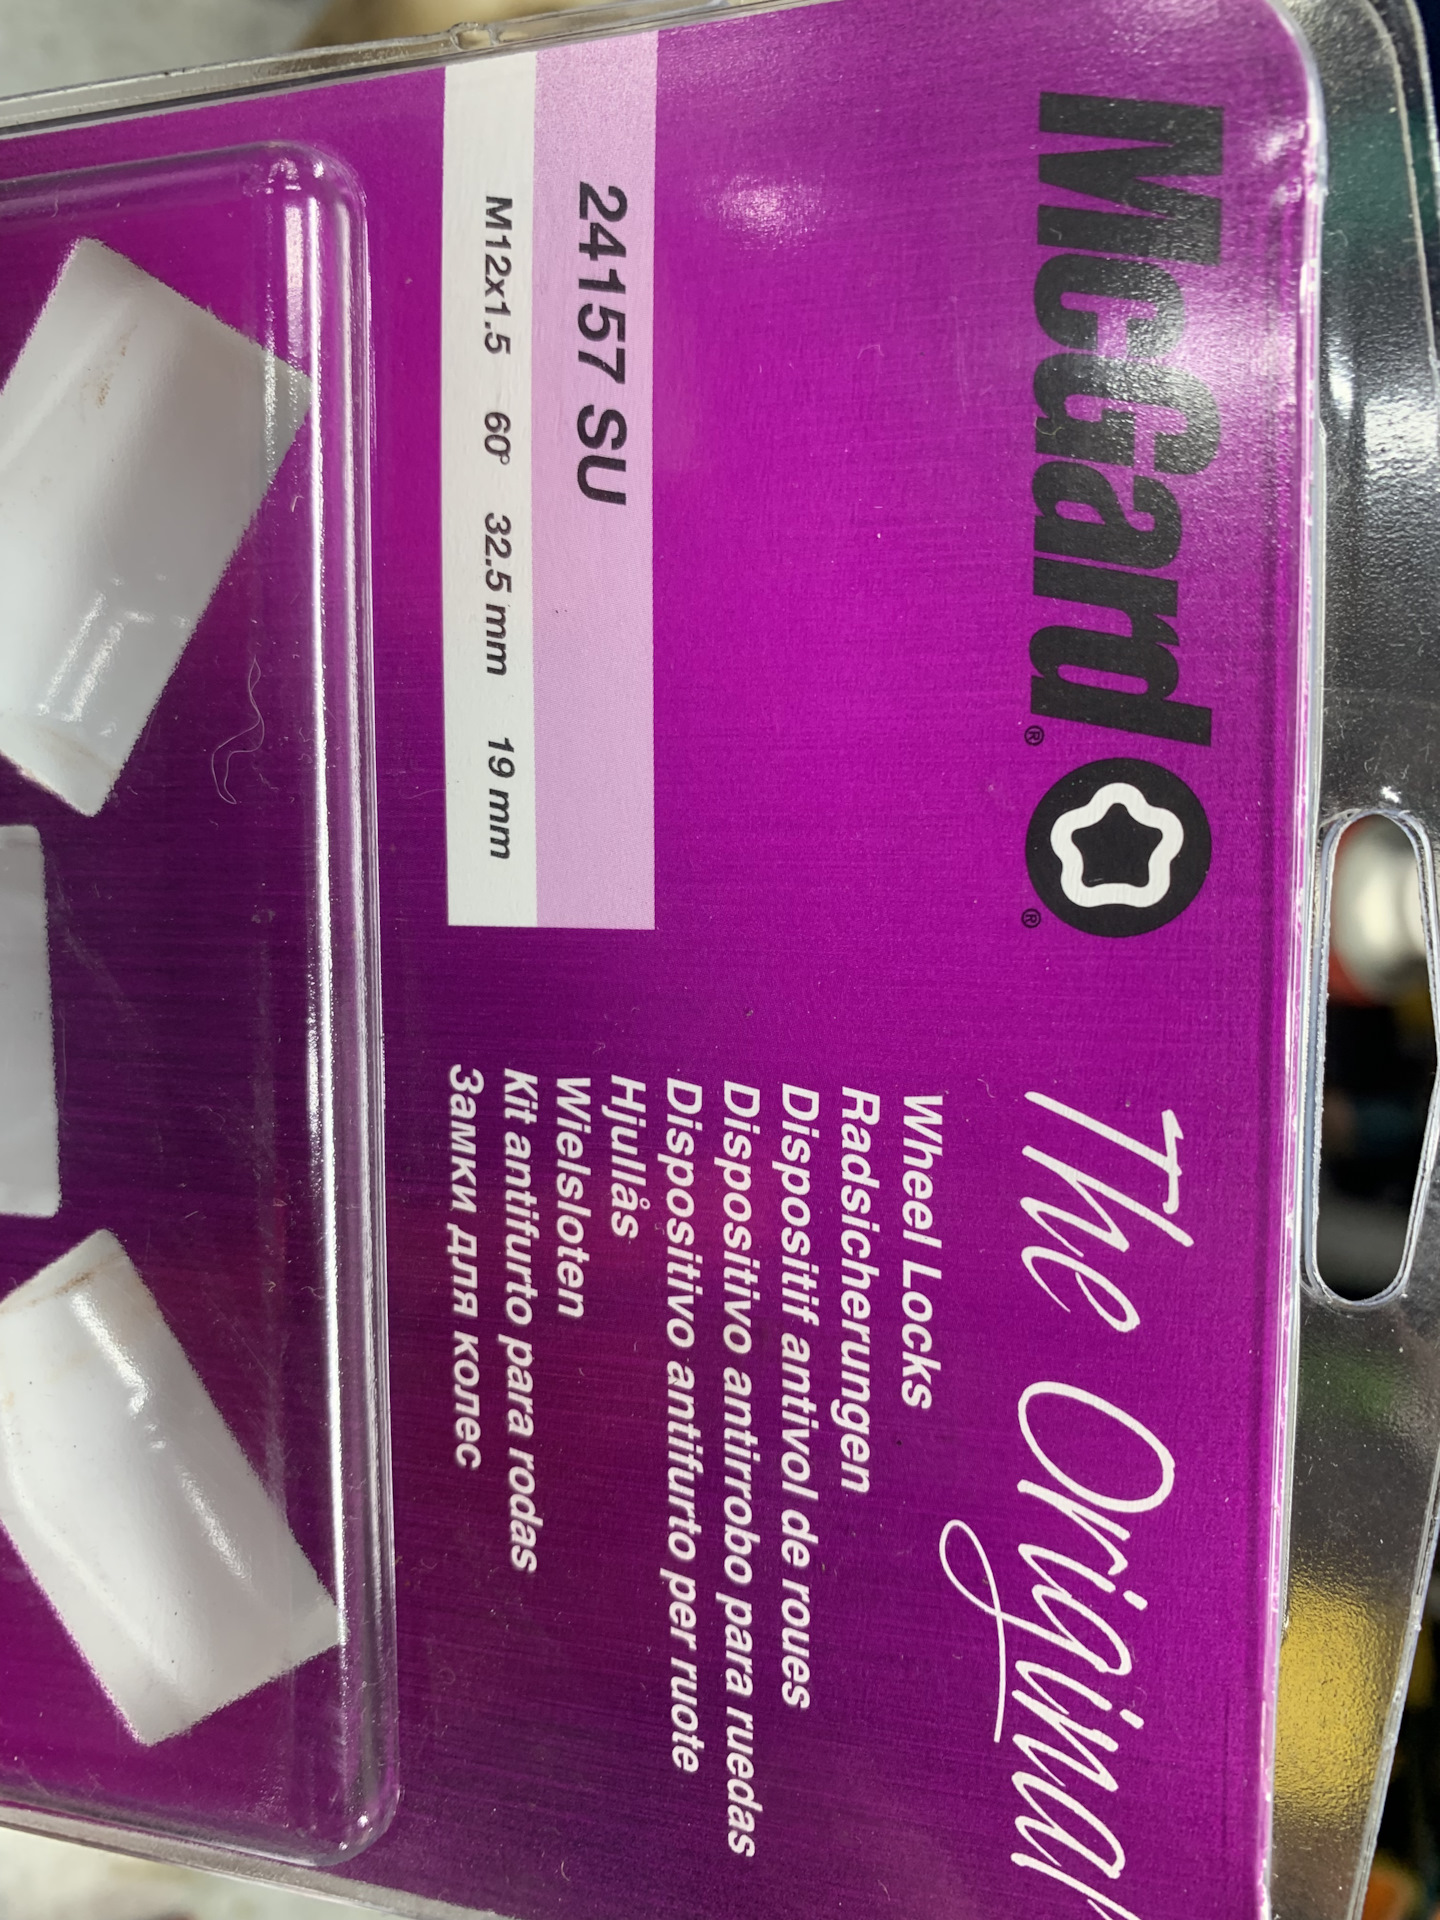 McGard® ®
The Original
24157 SU
M12x1.5 60° 32.5 mm 19 mm
Wheel Locks
Radsicherungen
Dispositif antivol de roues
Dispositivo antirrobo para ruedas
Dispositivo antifurto per ruote
Hjullås
Wielsloten
Kit antifurto para rodas
Замки для колес